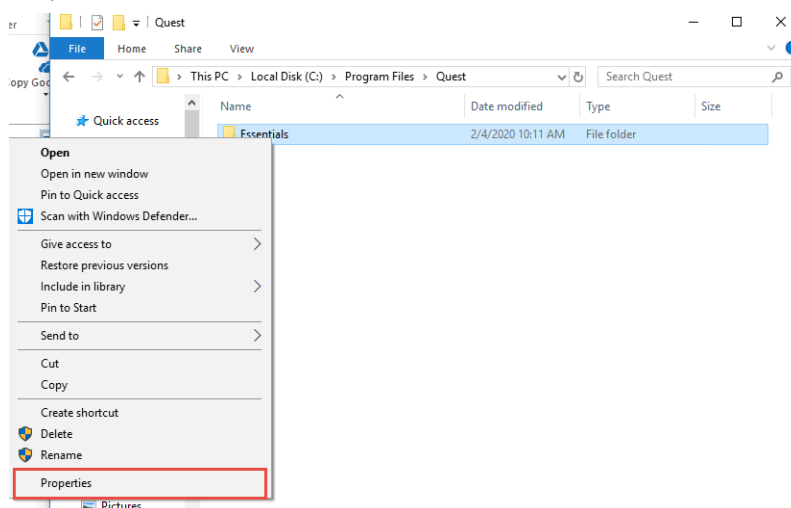 er
Quest
File Home Share View
opy Goo
This PC > Local Disk (C:) > Program Files > Quest
Search Quest
Quick access
Name Date modified Type Size
Essentials 2/4/2020 10:11 AM File folder
Open
Open in new window
Pin to Quick access
Scan with Windows Defender...
Give access to
Restore previous versions
Include in library
Pin to Start
Send to
Cut
Copy
Create shortcut
Delete
Rename
Properties
Pictures